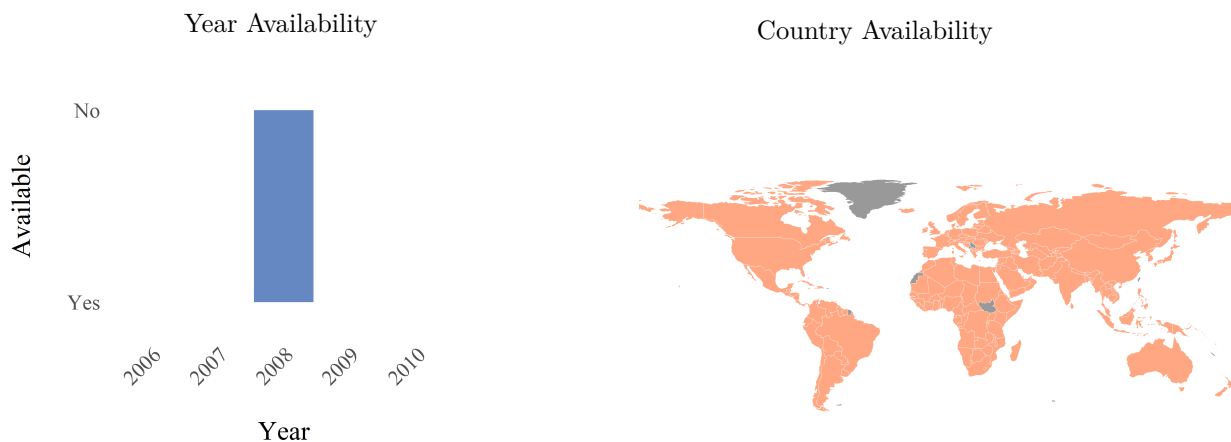 Year Availability
No
Available
Yes
2006
2007
2008
2009
2010
Year
Country Availability